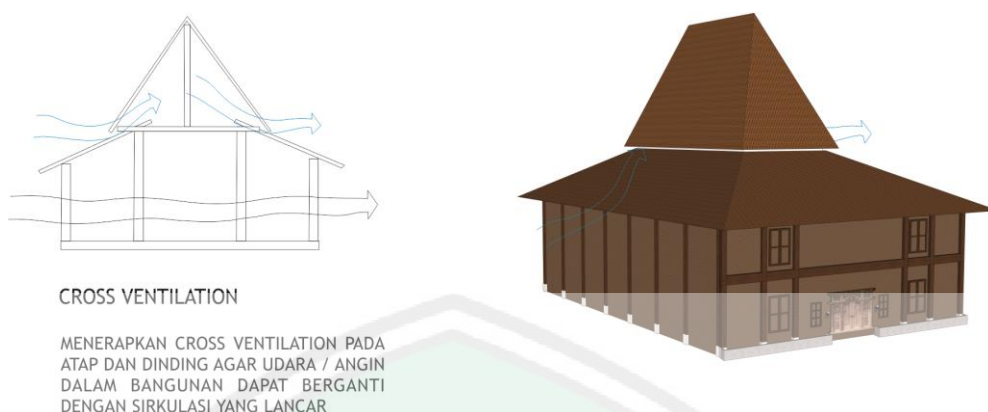 CROSS VENTILATION
MENERAPKAN CROSS VENTILATION PADA
ATAP DAN DINDING AGAR UDARA / ANGIN
DALAM BANGUNAN DAPAT BERGANTI
DENGAN SIRKULASI YANG LANCAR